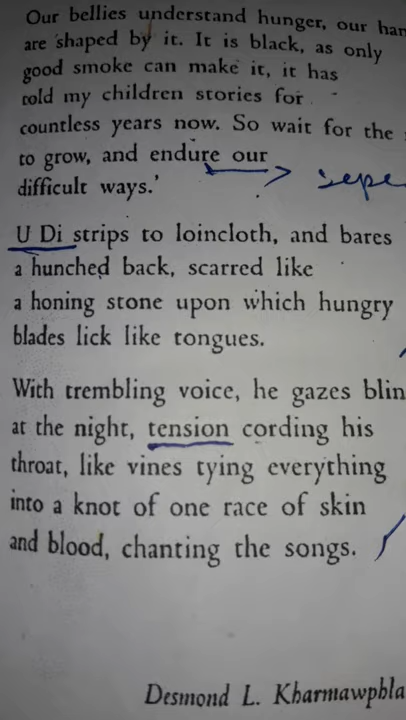 Our bellies understand hunger, our
are shaped by it. It is black, as only
good smoke can make it, it has
told my children stories for
countless years now. So wait for the
to grow, and endure our
difficult ways.'
U Di strips to loincloth, and bares
a hunched back, scarred like
a honing stone upon which hungry
blades lick like tongues.
With trembling voice, he gazes
at the night, tension cording his
throat, like vines tying everything
into a knot of one race of skin
and blood, chanting the songs.
Desmond L. Kharmawphla